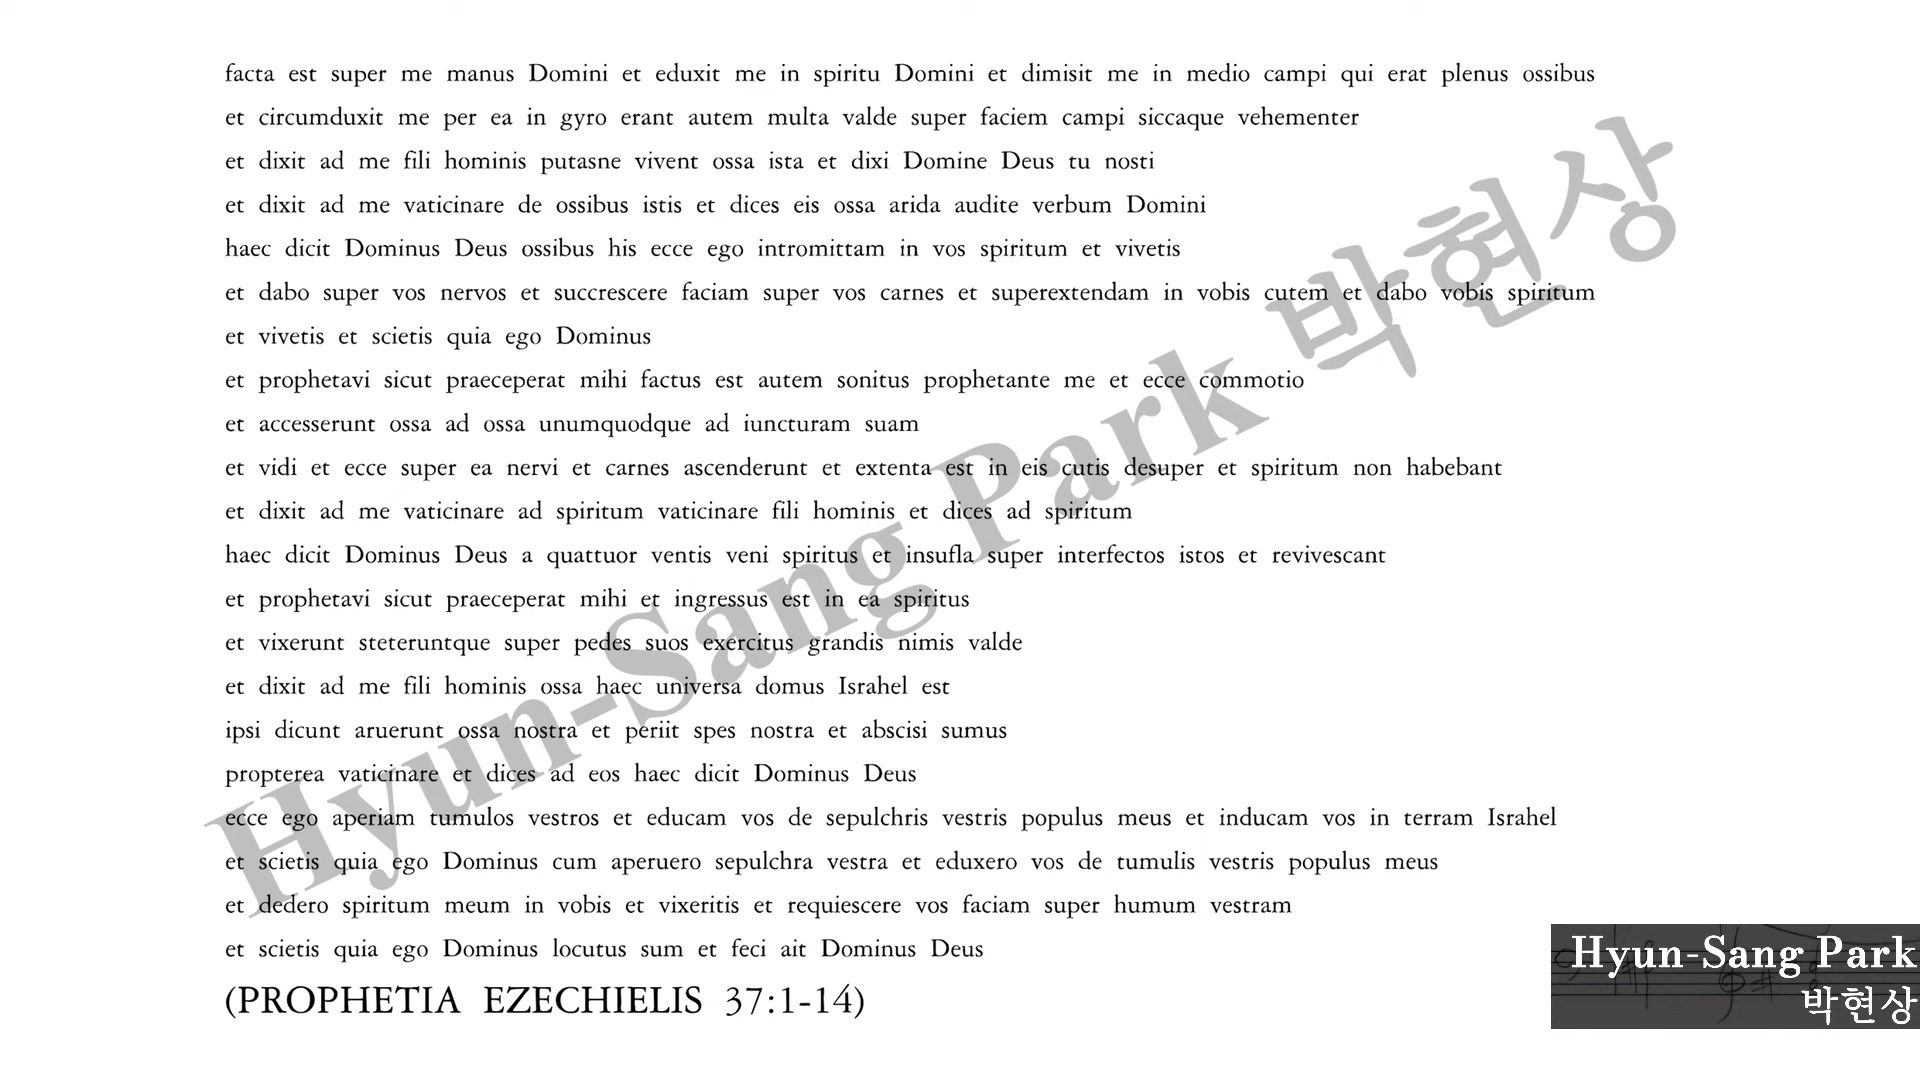 facta est super me manus Domini et eduxit me in spiritu Domini et dimisit me in medio campi qui erat plenus ossibus
et circumduxit me per ea in gyro erant autem multa valde super faciem campi siccaque vehementer
et dixit ad me fili hominis putasne vivent ossa ista et dixi Domine Deus tu nosti
et dixit ad me vaticinare de ossibus istis et dices eis ossa arida audite verbum Domini
haec dicit Dominus Deus ossibus his ecce ego intromittam in vos spiritum et vivetis
et dabo super vos nervos et succrescere faciam super vos carnes et superextendam in vobis cutem et dabo vobis spiritum
et vivetis et scietis quia ego Dominus
et prophetavi sicut praeceperat mihi factus est autem sonitus prophetante me et ecce commotio
et accesserunt ossa ad ossa unumquodque ad iuncturam suam
et vidi et ecce super ea nervi et carnes ascenderunt et extenta est in eis cutis desuper et spiritum non habebant
et dixit ad me vaticinare ad spiritum vaticinare fili hominis et dices ad spiritum
haec dicit Dominus Deus a quattuor ventis veni spiritus et insufla super interfectos istos et revivescant
et prophetavi sicut praeceperat mihi et ingressus est in ea spiritus
et vixerunt steteruntque super pedes suos exercitus grandis nimis valde
et dixit ad me fili hominis ossa haec universa domus Israhel est
ipsi dicunt aruerunt ossa nostra et periit spes nostra et abscisi sumus
propterea vaticinare et dices ad eos haec dicit Dominus Deus
ecce ego aperiam tumulos vestros et educam vos de sepulchris vestris populus meus et inducam vos in terram Israhel
et scietis quia ego Dominus cum aperuero sepulchra vestra et eduxero vos de tumulis vestris populus meus
et dedero spiritum meum in vobis et vixeritis et requiescere vos faciam super humum vestram
et scietis quia ego Dominus locutus sum et feci ait Dominus Deus
(PROPHETIA EZECHIELIS 37:1-14)
Hyun-Sang Park 박현상
Hyun-Sang Park
박현상